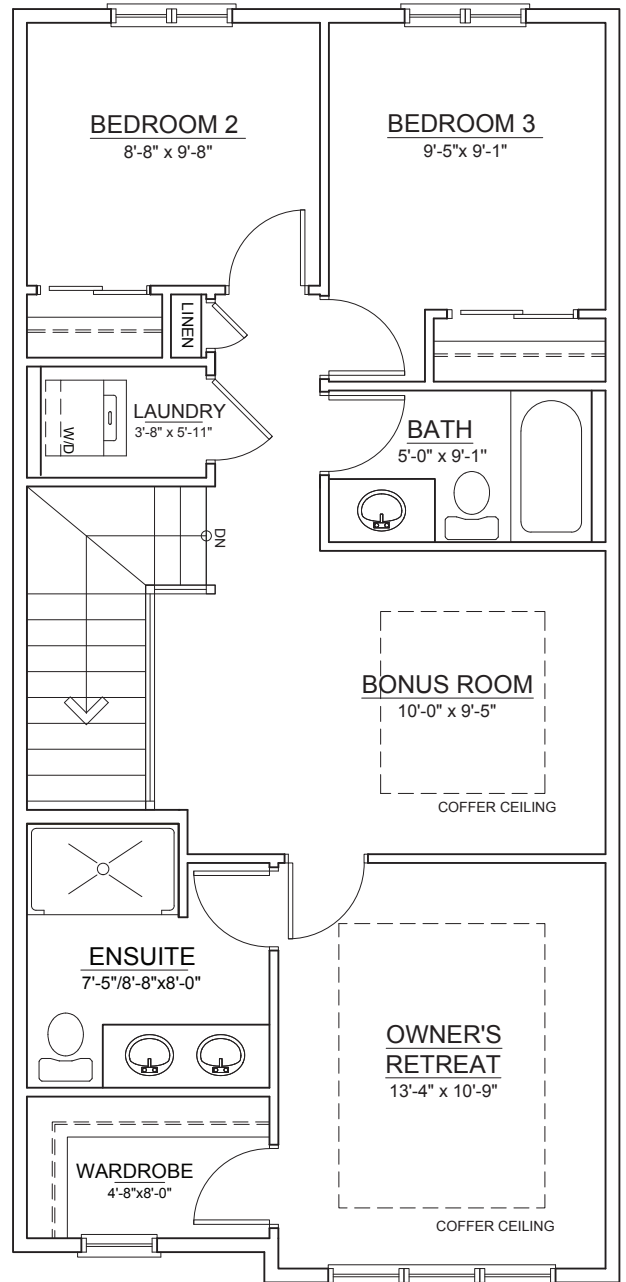 BEDROOM 2
8'-8" x 9'-8"
BEDROOM 3
9'-5"x 9'-1"
LINEN
LAUNDRY
3'-8" x 5'-11"
W/D
BATH
5'-0" x 9'-1"
DN
BONUS ROOM
10'-0" x 9'-5"
COFFER CEILING
ENSUITE
7'-5"/8'-8"x8'-0"
OWNER'S
RETREAT
13'-4" x 10'-9"
WARDROBE
4'-8"x8'-0"
COFFER CEILING